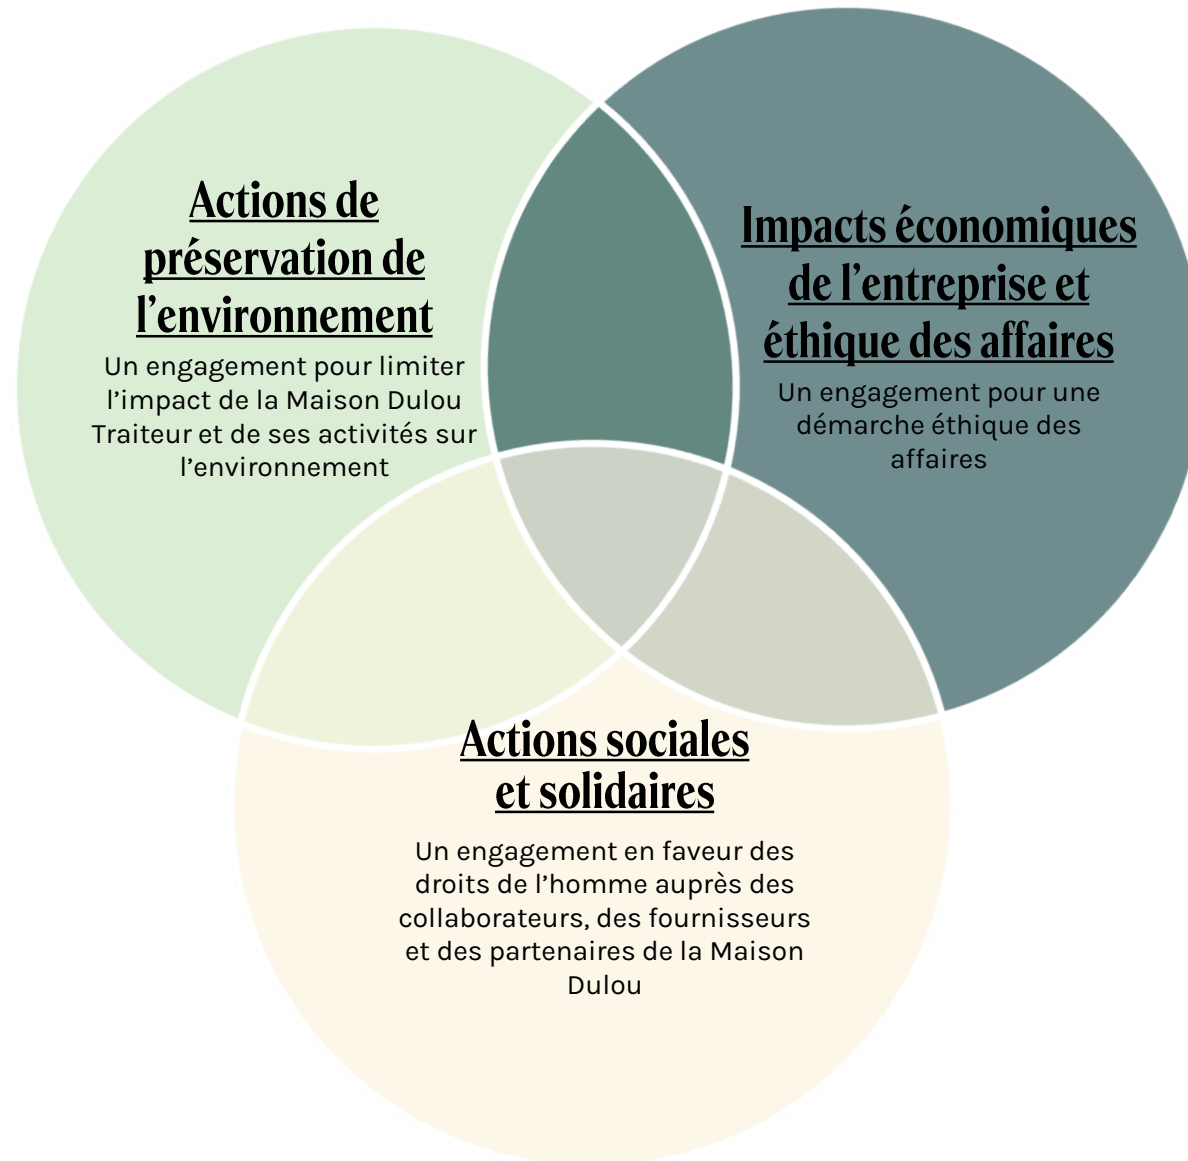 Actions de
préservation de
l’environnement
Un engagement pour limiter
l’impact de la Maison Dulou
Traiteur et de ses activités sur
l’environnement
Impacts économiques
de l’entreprise et
éthique des affaires
Un engagement pour une
démarche éthique des
affaires
Actions sociales
et solidaires
Un engagement en faveur des
droits de l’homme auprès des
collaborateurs, des fournisseurs
et des partenaires de la Maison
Dulou